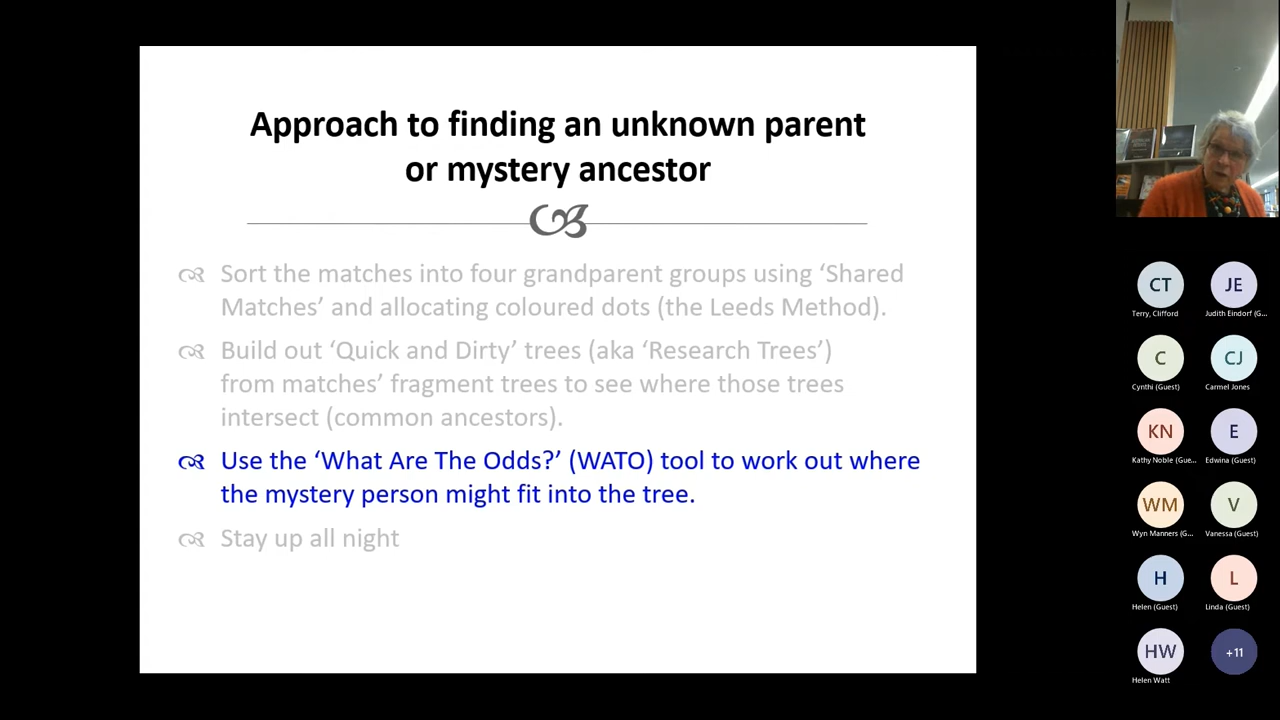 Approach to finding an unknown parent
or mystery ancestor
Sort the matches into four grandparent groups using ‘Shared
Matches’ and allocating coloured dots (the Leeds Method).
Build out ‘Quick and Dirty’ trees (aka ‘Research Trees’)
from matches’ fragment trees to see where those trees
intersect (common ancestors).
Use the ‘What Are The Odds?’ (WATO) tool to work out where
the mystery person might fit into the tree.
Stay up all night
CT
JE
Terry, Clifford
Judith Eindorf (G...
C
CJ
Cynthi (Guest)
Carmel Jones
KN
E
Kathy Noble (Gue...
Edwina (Guest)
WM
V
Wyn Manners (G...
Vanessa (Guest)
H
L
Helen (Guest)
Linda (Guest)
HW
+11
Helen Watt